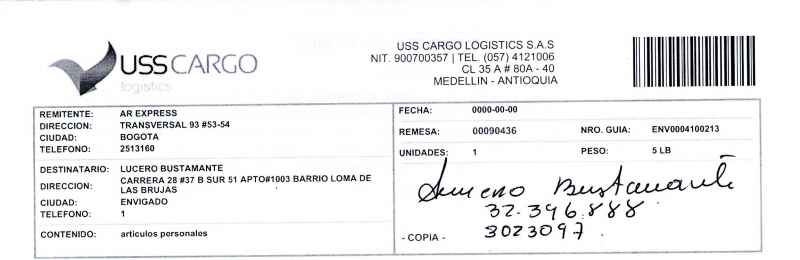 USS CARGO
logistics
USS CARGO LOGISTICS S.A.S
NIT. 900700357 | TEL. (057) 4121006
CL 35 A # 80A - 40
MEDELLIN - ANTIOQUIA
REMITENTE: AR EXPRESS
DIRECCION: TRANSVERSAL 93 #53-54
CIUDAD: BOGOTA
TELEFONO: 2513160
DESTINATARIO: LUCERO BUSTAMANTE
DIRECCION: CARRERA 28 #37 B SUR 51 APTO#1003 BARRIO LOMA DE
LAS BRUJAS
CIUDAD: ENVIGADO
TELEFONO: 1
CONTENIDO: articulos personales
FECHA: 0000-00-00
REMESA: 00090436 NRO. GUIA: ENV0004100213
UNIDADES: 1 PESO: 5 LB
Lucero Bustamante
32.396.888
3023097.
- COPIA -